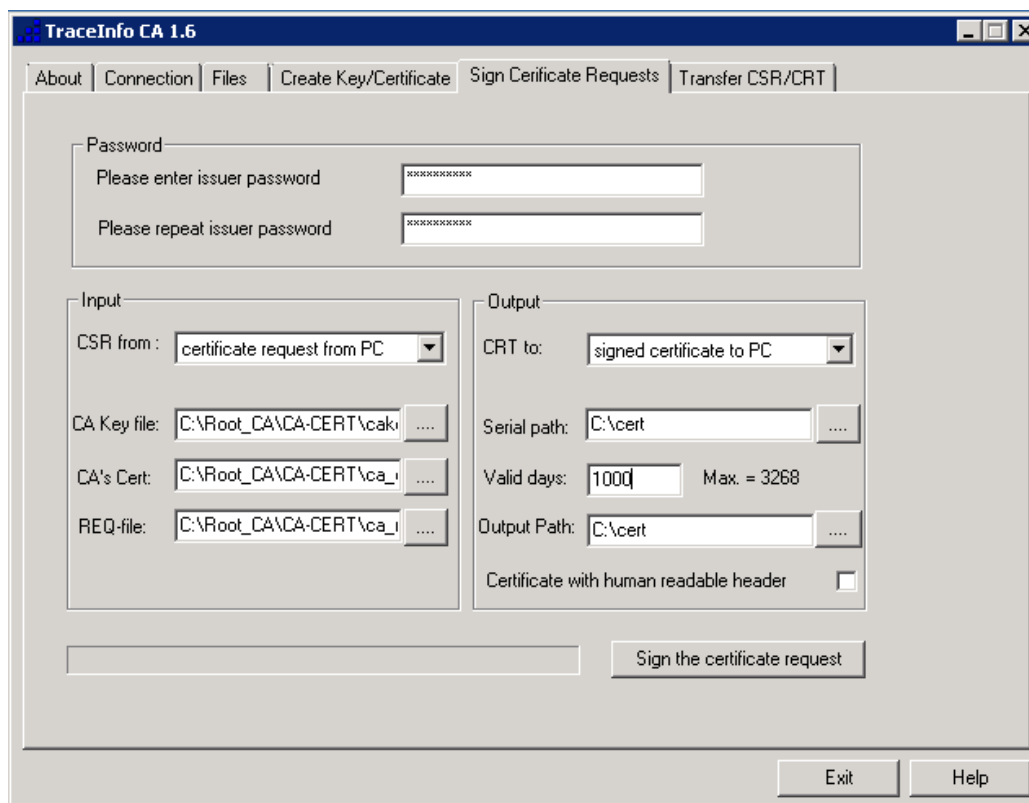 TraceInfo CA 1.6
About Connection Files Create Key/Certificate Sign Cerificate Requests Transfer CSR/CRT
Password
Please enter issuer password xxxxxxxxxx
Please repeat issuer password xxxxxxxxxx
Input
CSR from : certificate request from PC
CA Key file: C:\Root_CA\CA-CERT\cak ....
CA's Cert: C:\Root_CA\CA-CERT\ca_ ....
REQ-file: C:\Root_CA\CA-CERT\ca_ ....
Output
CRT to: signed certificate to PC
Serial path: C:\cert ....
Valid days: 1000 Max. = 3268
Output Path: C:\cert ....
Certificate with human readable header
Sign the certificate request
Exit Help